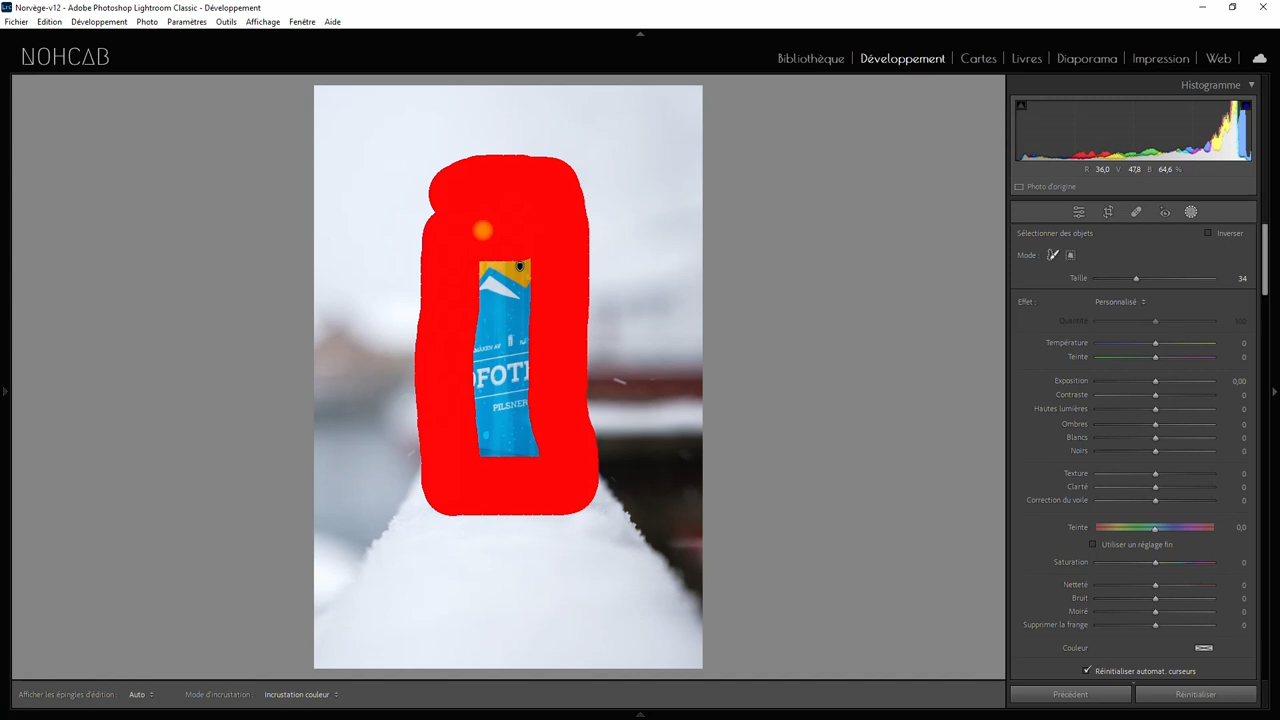 Norvège-v12 - Adobe Photoshop Lightroom Classic - Développement
Fichier Edition Développement Photo Paramètres Outils Affichage Fenêtre Aide
NOHCAB
Bibliothèque | Développement | Cartes | Livres | Diaporama | Impression | Web
Histogramme
R 36,0 V 47,8 B 64,6 %
Photo d'origine
Sélectionner des objets Inverser
Mode :
Taille 34
Effet : Personnalisé
Quantité 100
Température 0
Teinte 0
Exposition 0,00
Contraste 0
Hautes lumières 0
Ombres 0
Blancs 0
Noirs 0
Texture 0
Clarté 0
Correction du voile 0
Teinte 0,0
Utiliser un réglage fin
Saturation 0
Netteté 0
Bruit 0
Moiré 0
Supprimer la frange 0
Couleur
Réinitialiser automat. curseurs
Précédent Réinitialiser
OFOT
PILSNER
Afficher les épingles d'édition : Auto Mode d'incrustation : Incrustation couleur